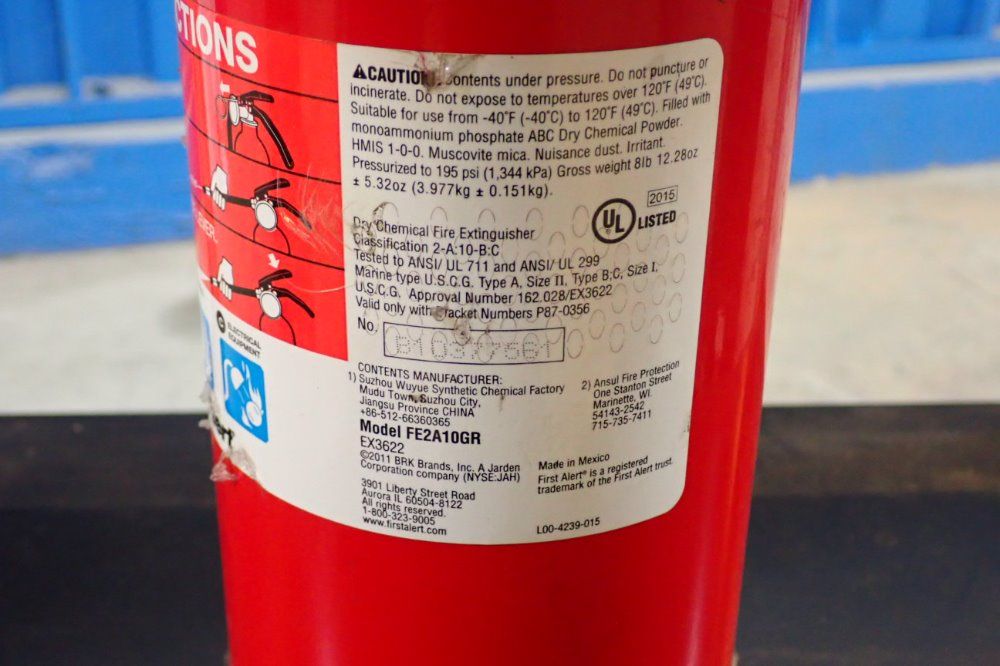 CTIONS
EVER.
C ELECTRICAL
EQUIPMENT
CAUTION: Contents under pressure. Do not puncture or
incinerate. Do not expose to temperatures over 120°F (49°C).
Suitable for use from -40°F (-40°C) to 120°F (49°C). Filled with
monoammonium phosphate ABC Dry Chemical Powder.
HMIS 1-0-0. Muscovite mica. Nuisance dust. Irritant.
Pressurized to 195 psi (1,344 kPa) Gross weight 8lb 12.28oz
± 5.32oz (3.977kg ± 0.151kg).
2015
UL LISTED
Dry Chemical Fire Extinguisher
Classification 2-A:10-B:C
Tested to ANSI/ UL 711 and ANSI/ UL 299
Marine type U.S.C.G. Type A, Size II, Type B:C, Size I,
U.S.C.G. Approval Number 162.028/EX3622
Valid only with Bracket Numbers P87-0356
No.
CONTENTS MANUFACTURER:
1) Suzhou Wuyue Synthetic Chemical Factory
Mudu Town, Suzhou City,
Jiangsu Province CHINA
+86-512-66360365
2) Ansul Fire Protection
One Stanton Street
Marinette, WI.
54143-2542
715-735-7411
Model FE2A10GR
EX3622
©2011 BRK Brands, Inc. A Jarden
Corporation company (NYSE:JAH)
3901 Liberty Street Road
Aurora IL 60504-8122
All rights reserved.
1-800-323-9005
www.firstalert.com
Made in Mexico
First Alert® is a registered
trademark of the First Alert trust.
L00-4239-015